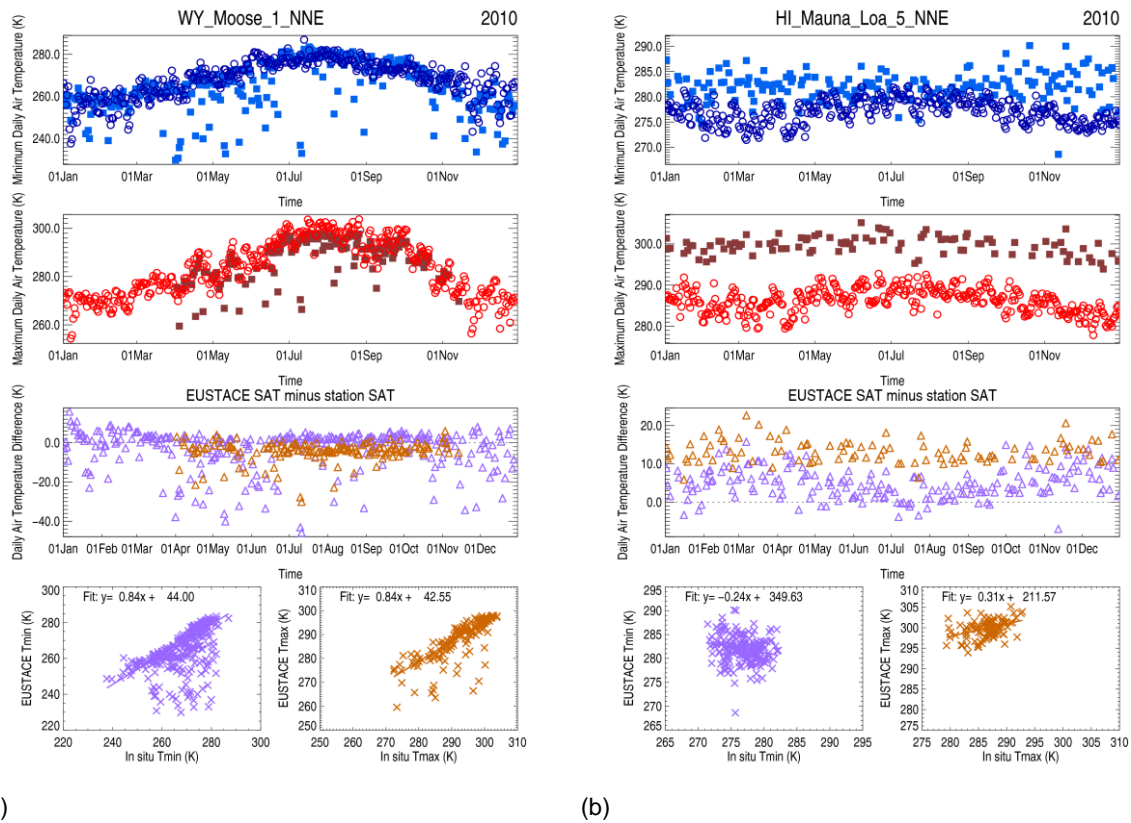 WY_Moose_1_NNE 2010
Minimum Daily Air Temperature (K)
280.0
260.0
240.0
01Jan 01Mar 01May 01Jul 01Sep 01Nov
Time
Maximum Daily Air Temperature (K)
300.0
280.0
260.0
01Jan 01Mar 01May 01Jul 01Sep 01Nov
Time
EUSTACE SAT minus station SAT
Daily Air Temperature Difference (K)
0.0
−20.0
−40.0
01Jan 01Feb 01Mar 01Apr 01May 01Jun 01Jul 01Aug 01Sep 01Oct 01Nov 01Dec
Time
Fit: y= 0.84x + 44.00
EUSTACE Tmin (K)
300
290
280
270
260
250
240
230
220
220 240 260 280 300
In situ Tmin (K)
Fit: y= 0.84x + 42.55
EUSTACE Tmax (K)
310
300
290
280
270
260
250
250 260 270 280 290 300 310
In situ Tmax (K)
)
HI_Mauna_Loa_5_NNE 2010
Minimum Daily Air Temperature (K)
290.0
285.0
280.0
275.0
270.0
01Jan 01Mar 01May 01Jul 01Sep 01Nov
Time
Maximum Daily Air Temperature (K)
300.0
290.0
280.0
01Jan 01Mar 01May 01Jul 01Sep 01Nov
Time
EUSTACE SAT minus station SAT
Daily Air Temperature Difference (K)
20.0
10.0
0.0
01Jan 01Feb 01Mar 01Apr 01May 01Jun 01Jul 01Aug 01Sep 01Oct 01Nov 01Dec
Time
Fit: y= −0.24x + 349.63
EUSTACE Tmin (K)
295
290
285
280
275
270
265
265 270 275 280 285 290 295
In situ Tmin (K)
Fit: y= 0.31x + 211.57
EUSTACE Tmax (K)
310
305
300
295
290
285
280
275
275 280 285 290 295 300 305 310
In situ Tmax (K)
(b)